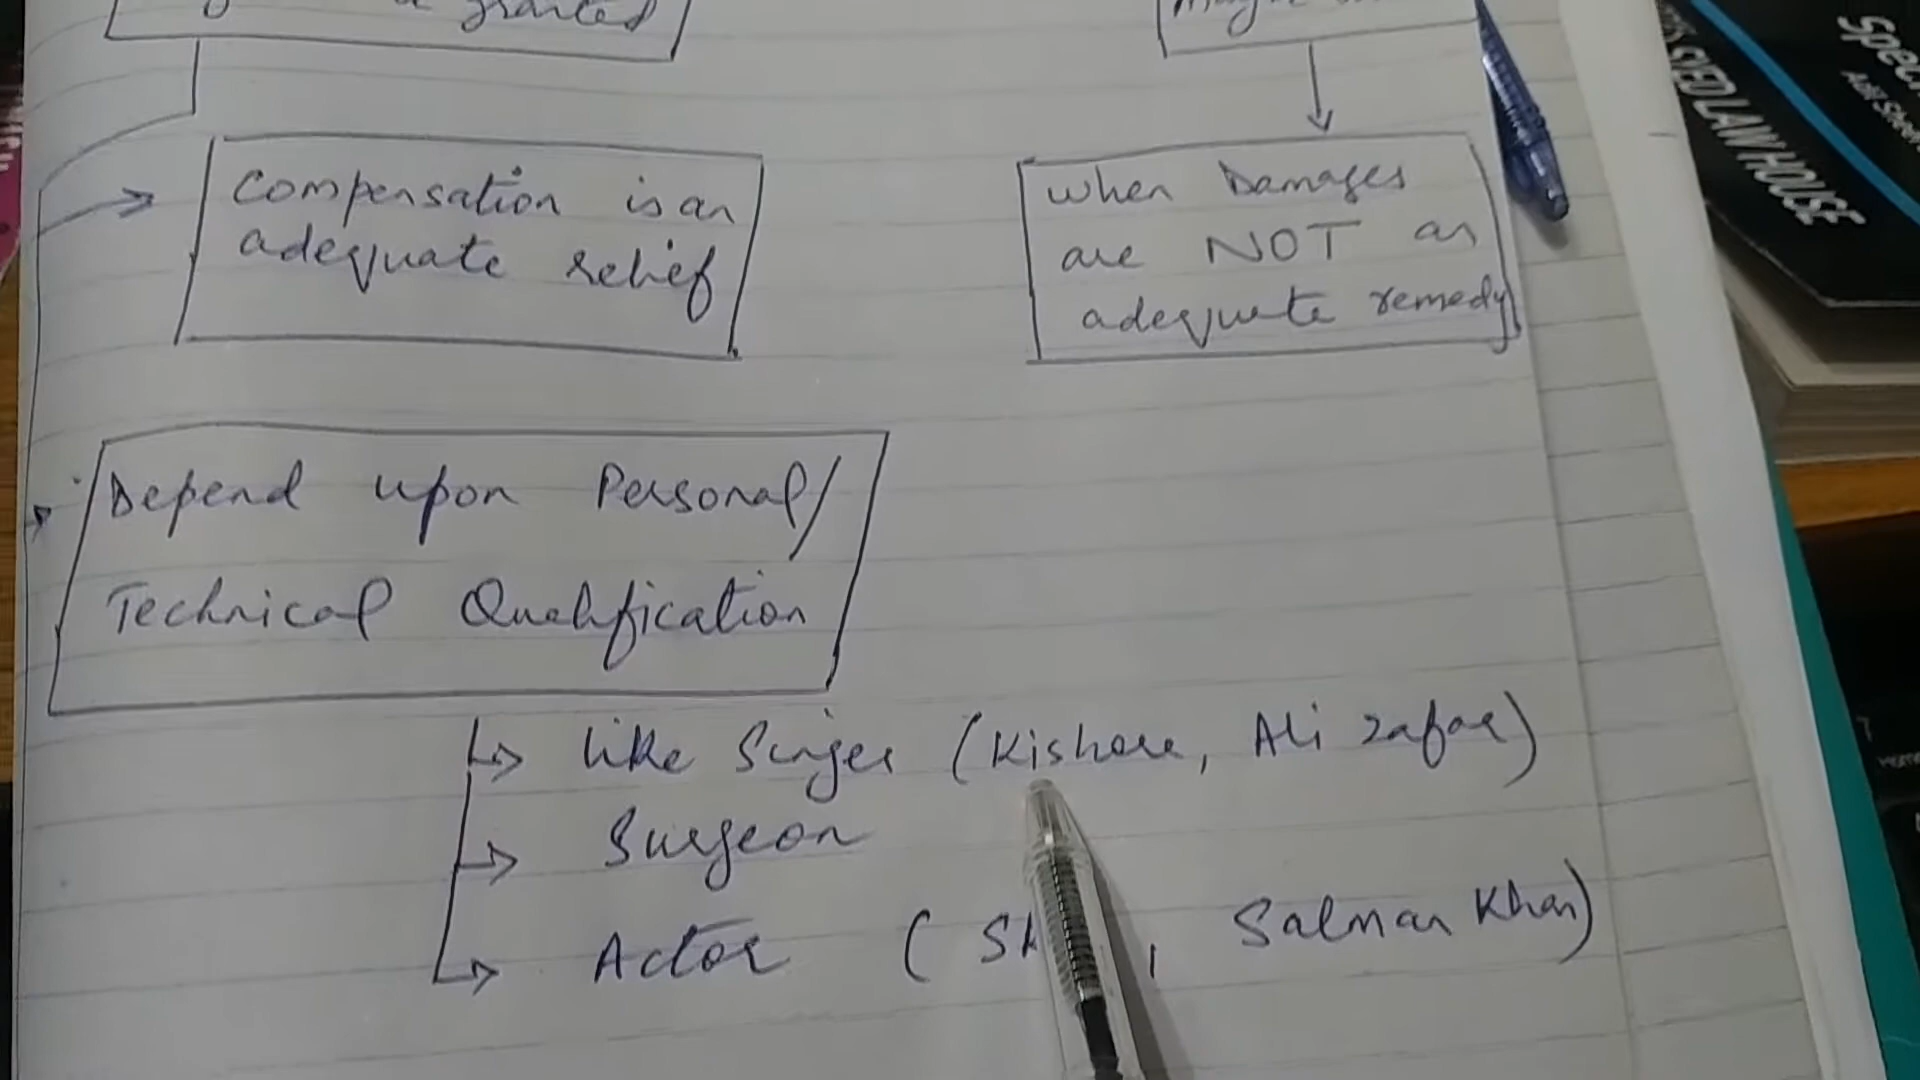 granted
Compensation is an
adequate relief
when Damages
are NOT an
adequate remedy
Depend upon Personal/
Technical Qualification
like Singer (Kishore, Ali zafar)
Surgeon
Actor ( , Salman Khan)
SYED LAW HOUSE